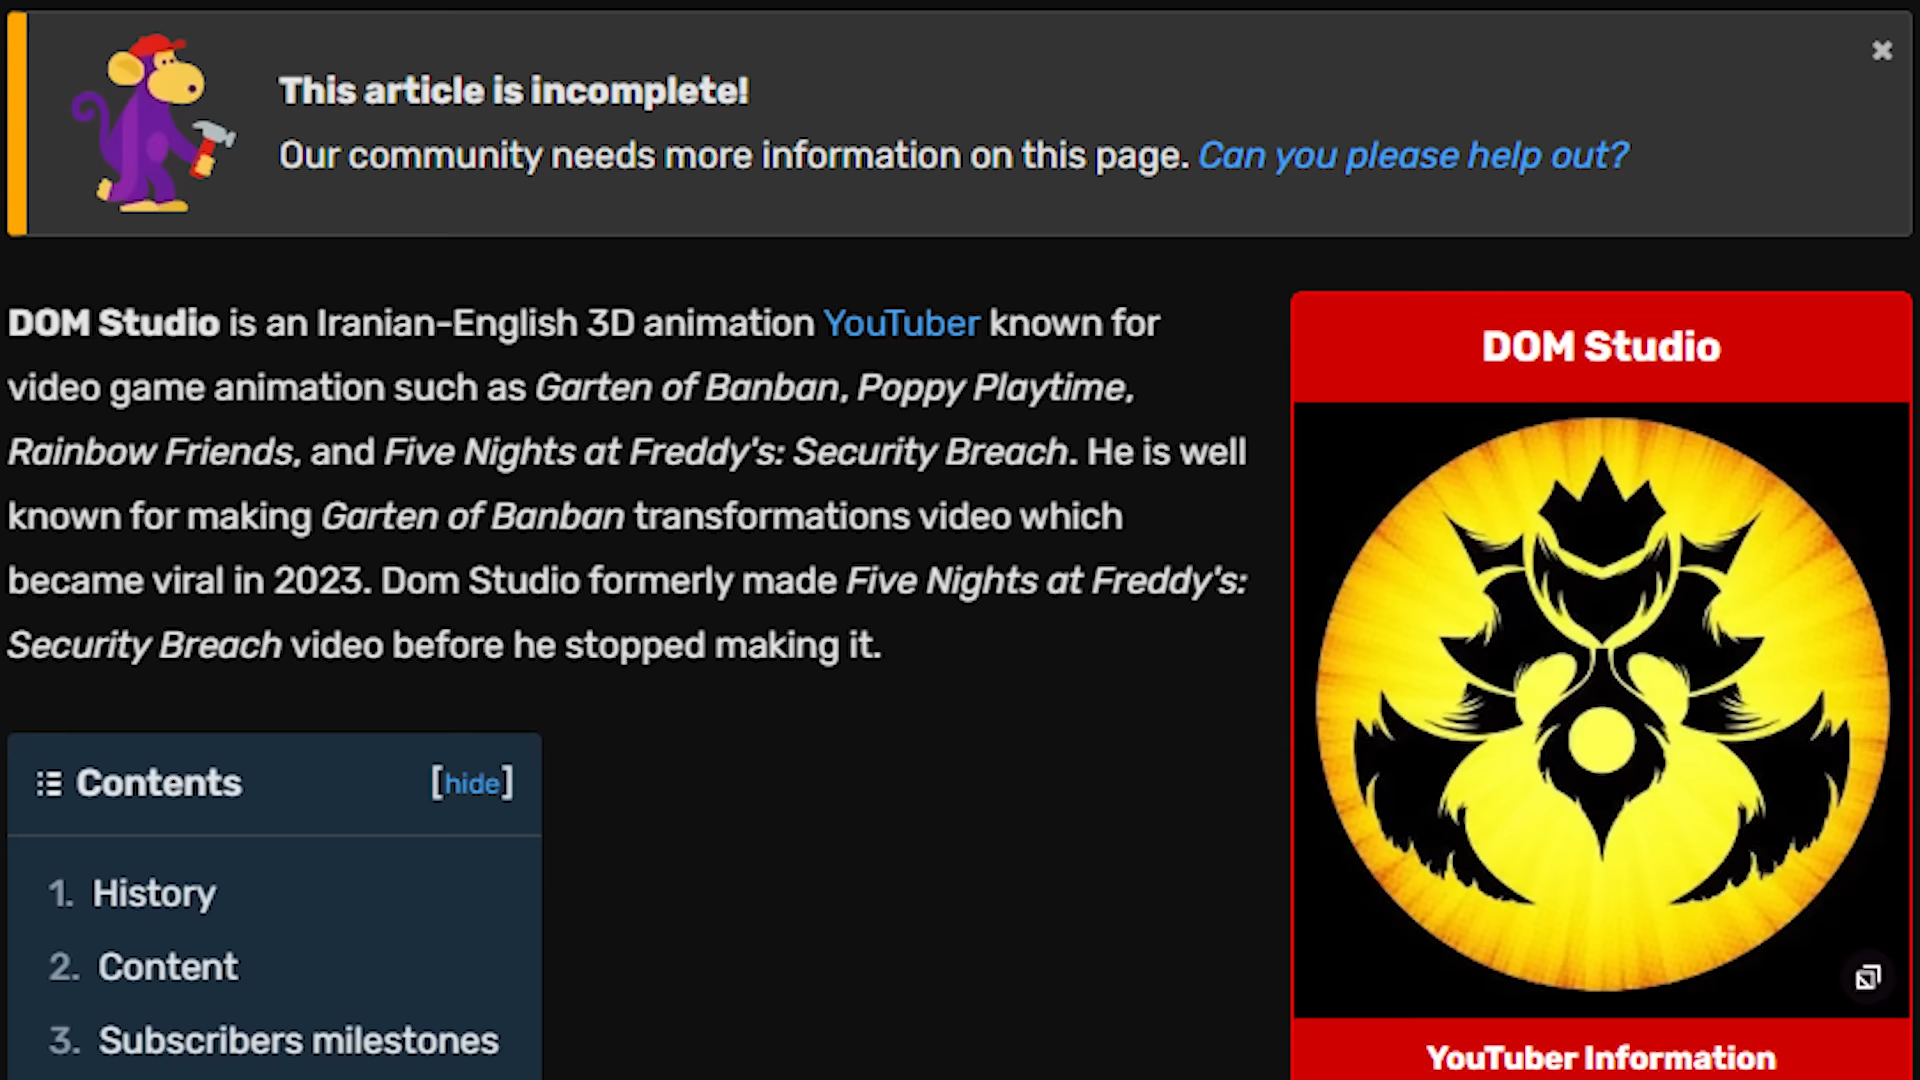 This article is incomplete!
Our community needs more information on this page. Can you please help out?
DOM Studio is an Iranian-English 3D animation YouTuber known for
video game animation such as Garten of Banban, Poppy Playtime,
Rainbow Friends, and Five Nights at Freddy's: Security Breach. He is well
known for making Garten of Banban transformations video which
became viral in 2023. Dom Studio formerly made Five Nights at Freddy's:
Security Breach video before he stopped making it.
Contents [hide]
1. History
2. Content
3. Subscribers milestones
DOM Studio
YouTuber Information